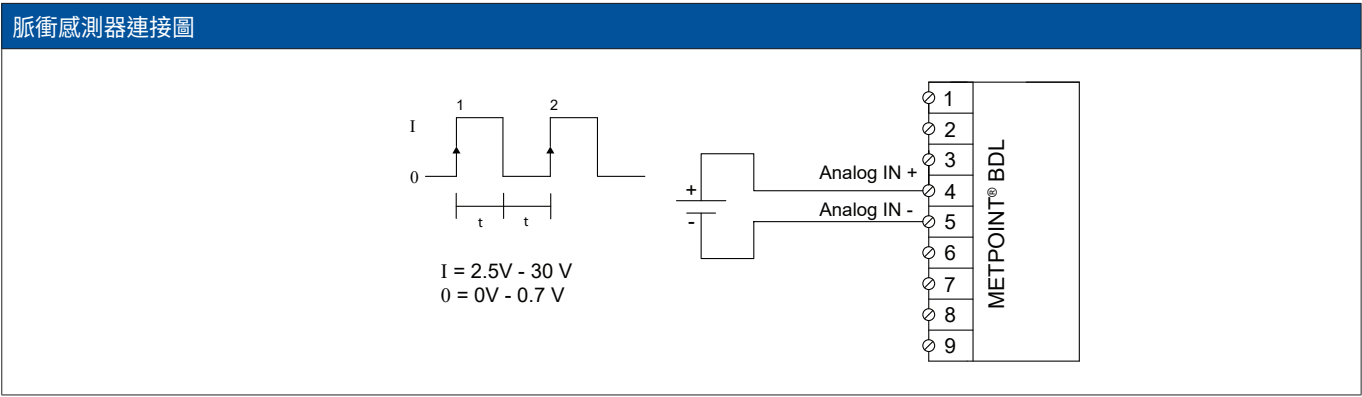 脈衝感測器連接圖
1 2
I
0
t t
I = 2.5V - 30 V
0 = 0V - 0.7 V
+
-
Analog IN +
Analog IN -
1
2
3
4
5
6
7
8
9
METPOINT® BDL